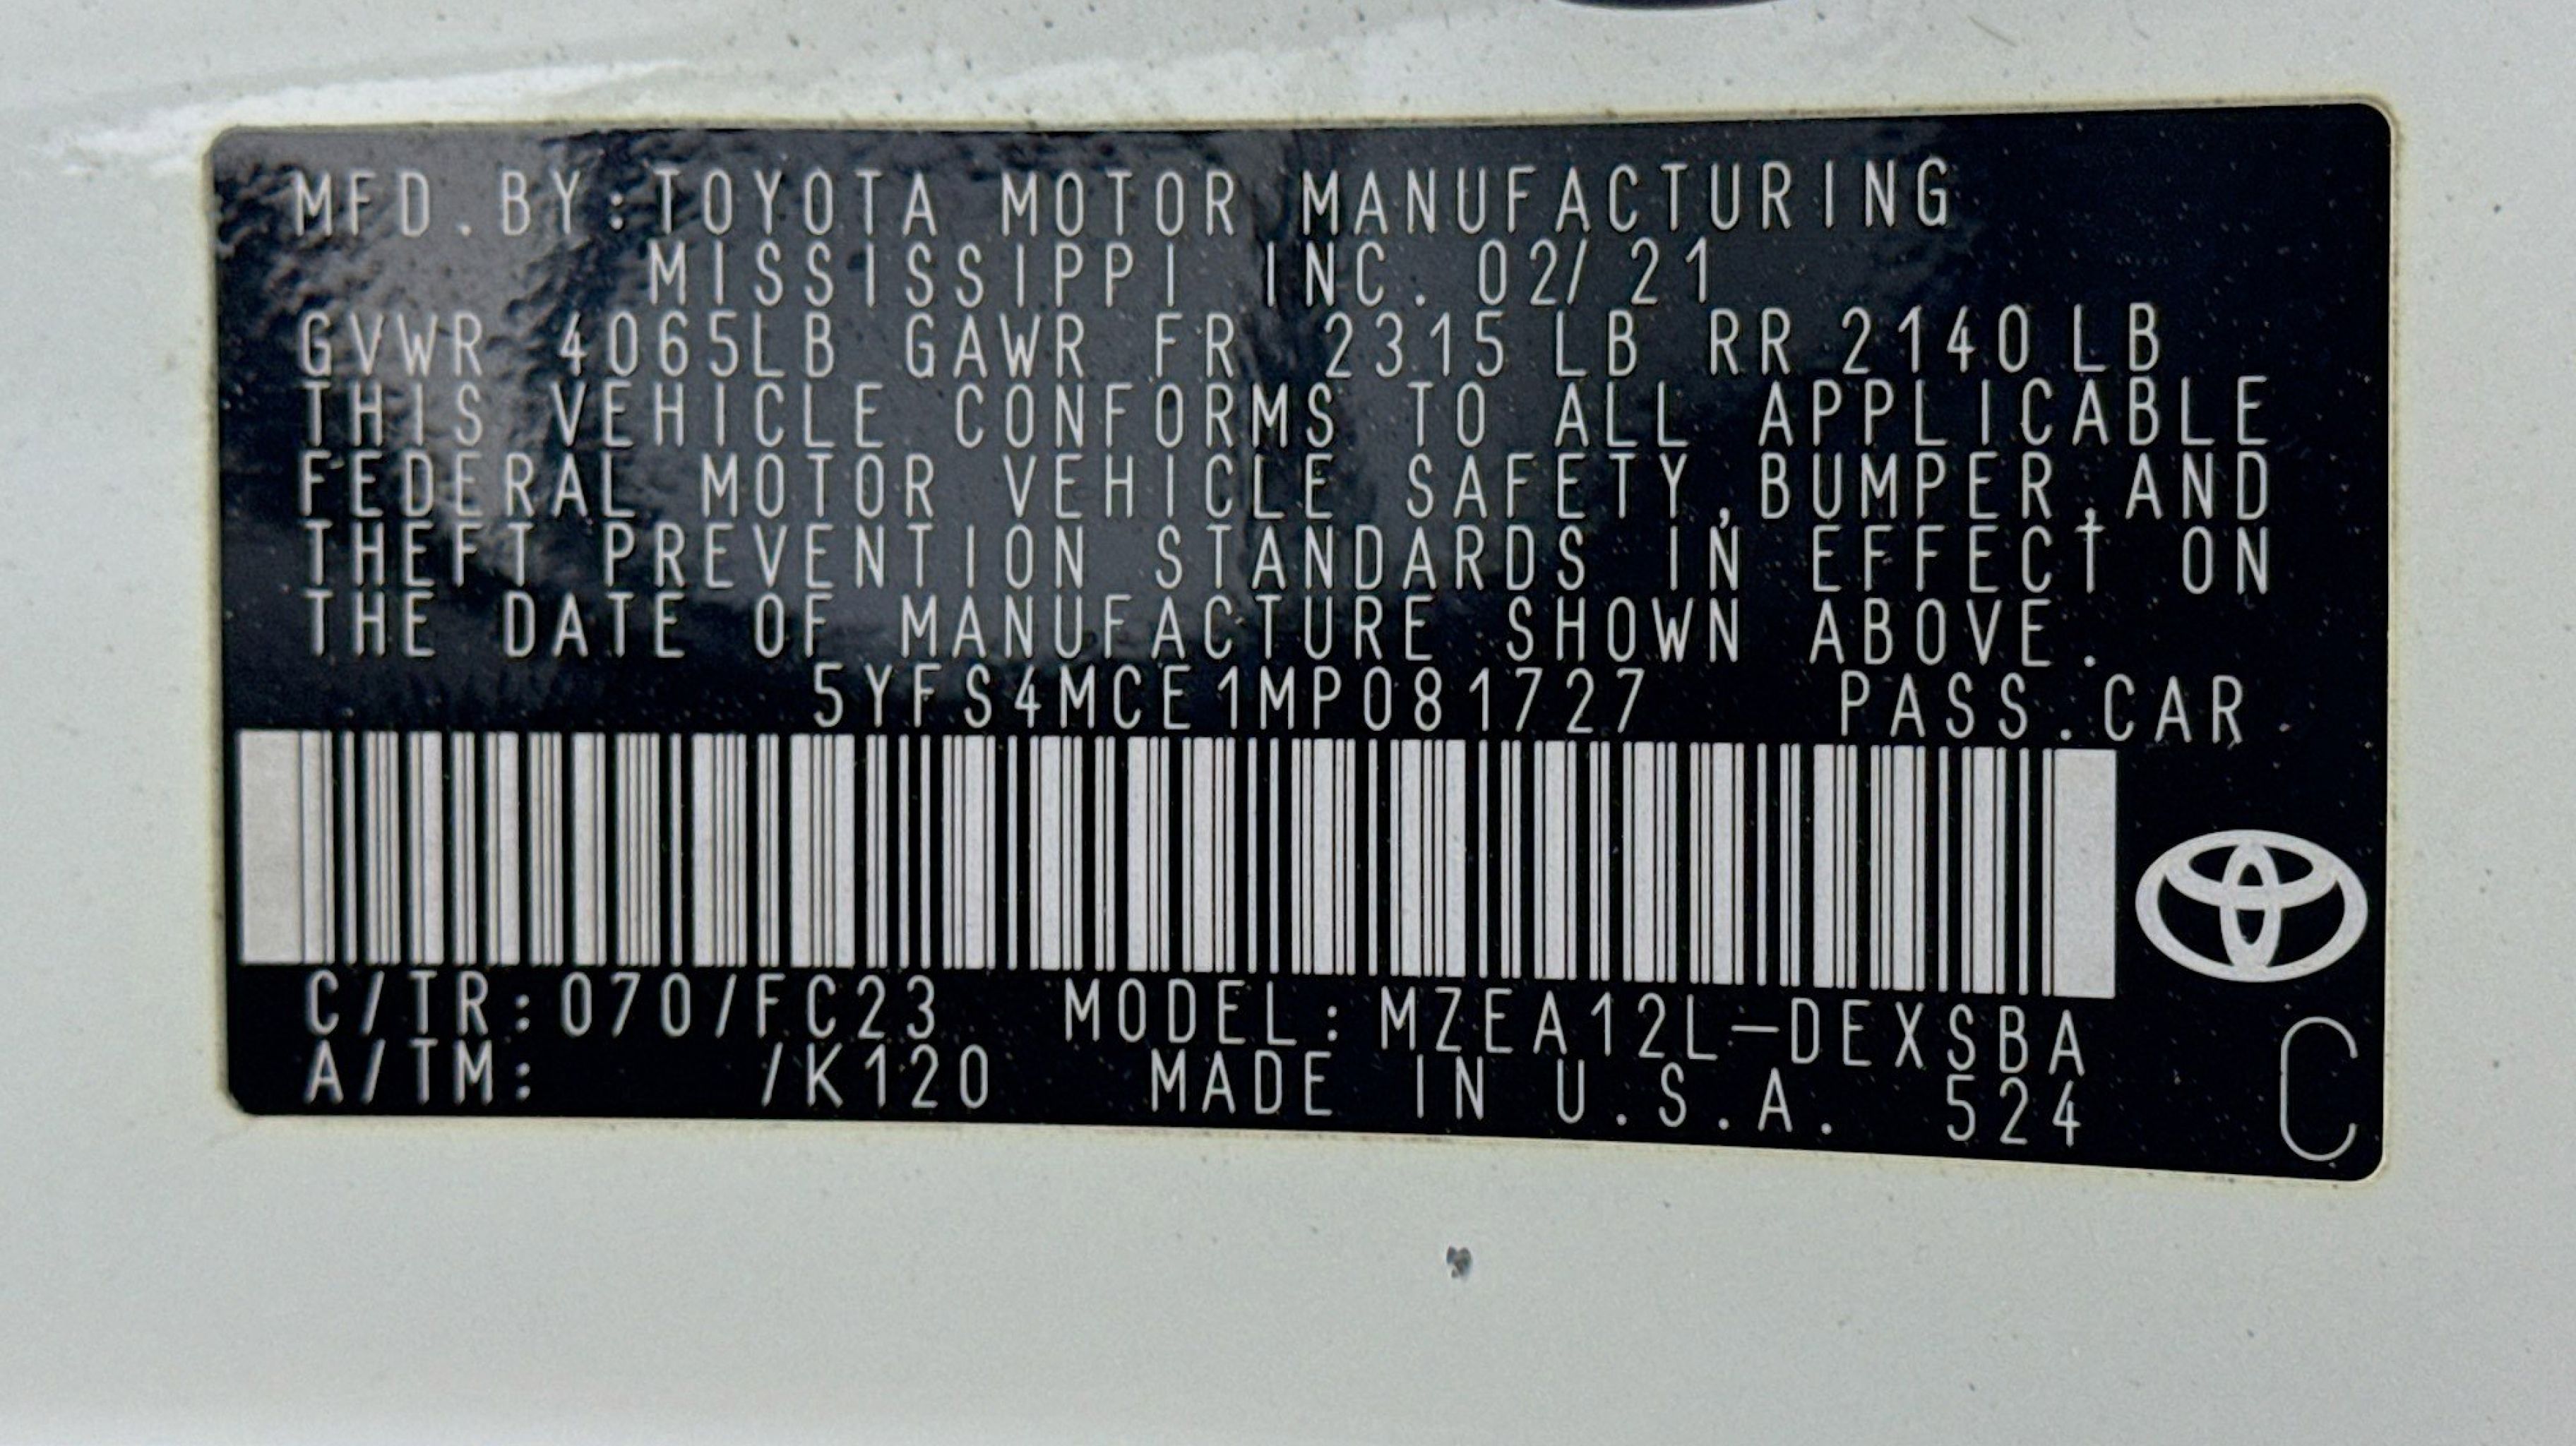 MFD.BY:TOYOTA MOTOR MANUFACTURING
MISSISSIPPI INC. 02/21
GVWR 4065LB GAWR FR 2315LB RR 2140LB
THIS VEHICLE CONFORMS TO ALL APPLICABLE
FEDERAL MOTOR VEHICLE SAFETY,BUMPER,AND
THEFT PREVENTION STANDARDS IN EFFECT ON
THE DATE OF MANUFACTURE SHOWN ABOVE.
5YFS4MCE1MP081727 PASS.CAR
C/TR:070/FC23 MODEL:MZEA12L-DEXSBA
A/TM: /K120 MADE IN U.S.A. 524
C